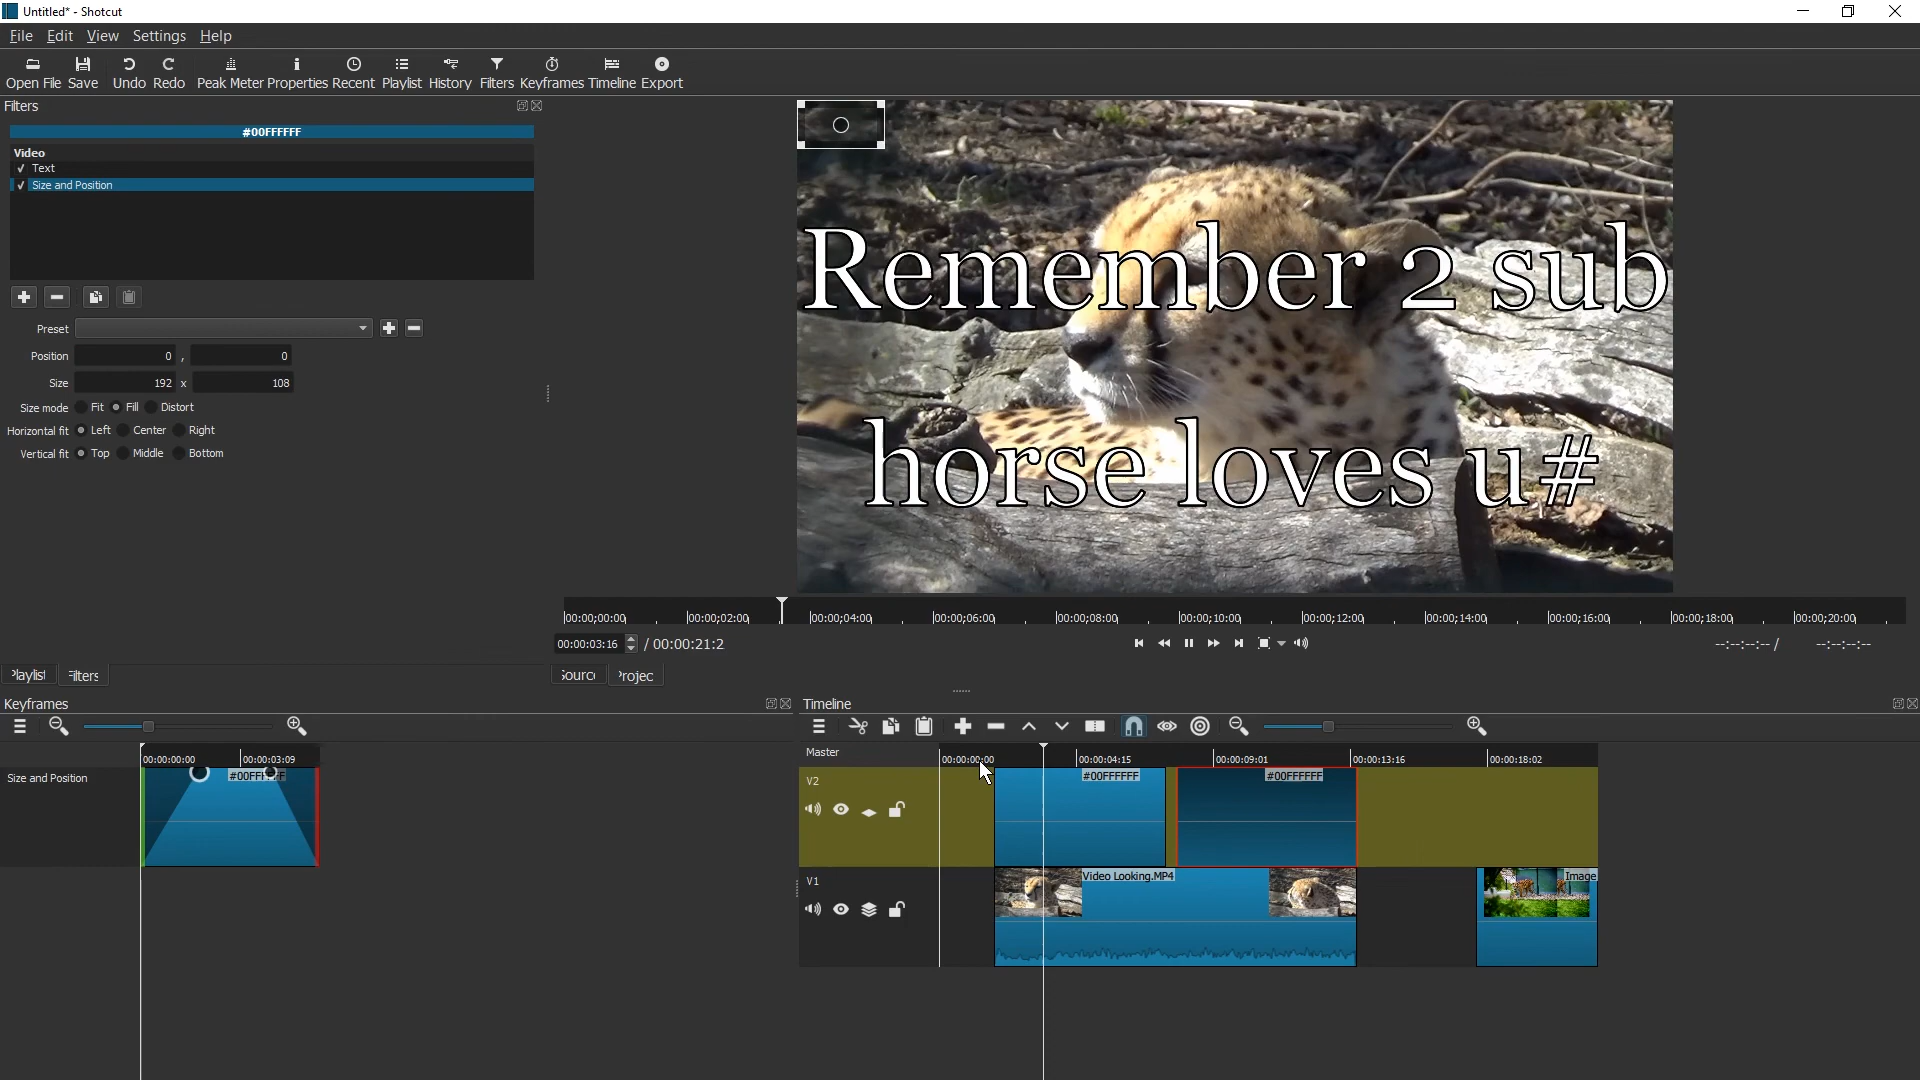 Untitled* - Shotcut
File Edit View Settings Help
Open File Save Undo Redo Peak Meter Properties Recent Playlist History Filters Keyframes Timeline Export
Filters
#00FFFFFF
Video
Text
Size and Position
Preset
Position 0 , 0
Size 192 x 108
Size mode Fit Fill Distort
Horizontal fit Left Center Right
Vertical fit Top Middle Bottom
Remember 2 sub
horse loves u#
00:00;00:00 00:00;02:00 00:00;04:00 00:00;06:00 00:00;08:00 00:00;10:00 00:00;12:00 00:00;14:00 00:00;16:00 00:00;18:00 00:00;20:00
00:00:03:16 / 00:00:21:2
--:--:--:-- / --:--:--:--
Playlist Filters
Sourc Projec
Keyframes
00:00:00:00 00:00:03:09
Size and Position
Timeline
Master
00:00:00:00 00:00:04:15 00:00:09:01 00:00:13:16 00:00:18:02
V2
#00FFFFFF #00FFFFFF
V1
Video Looking.MP4
Image